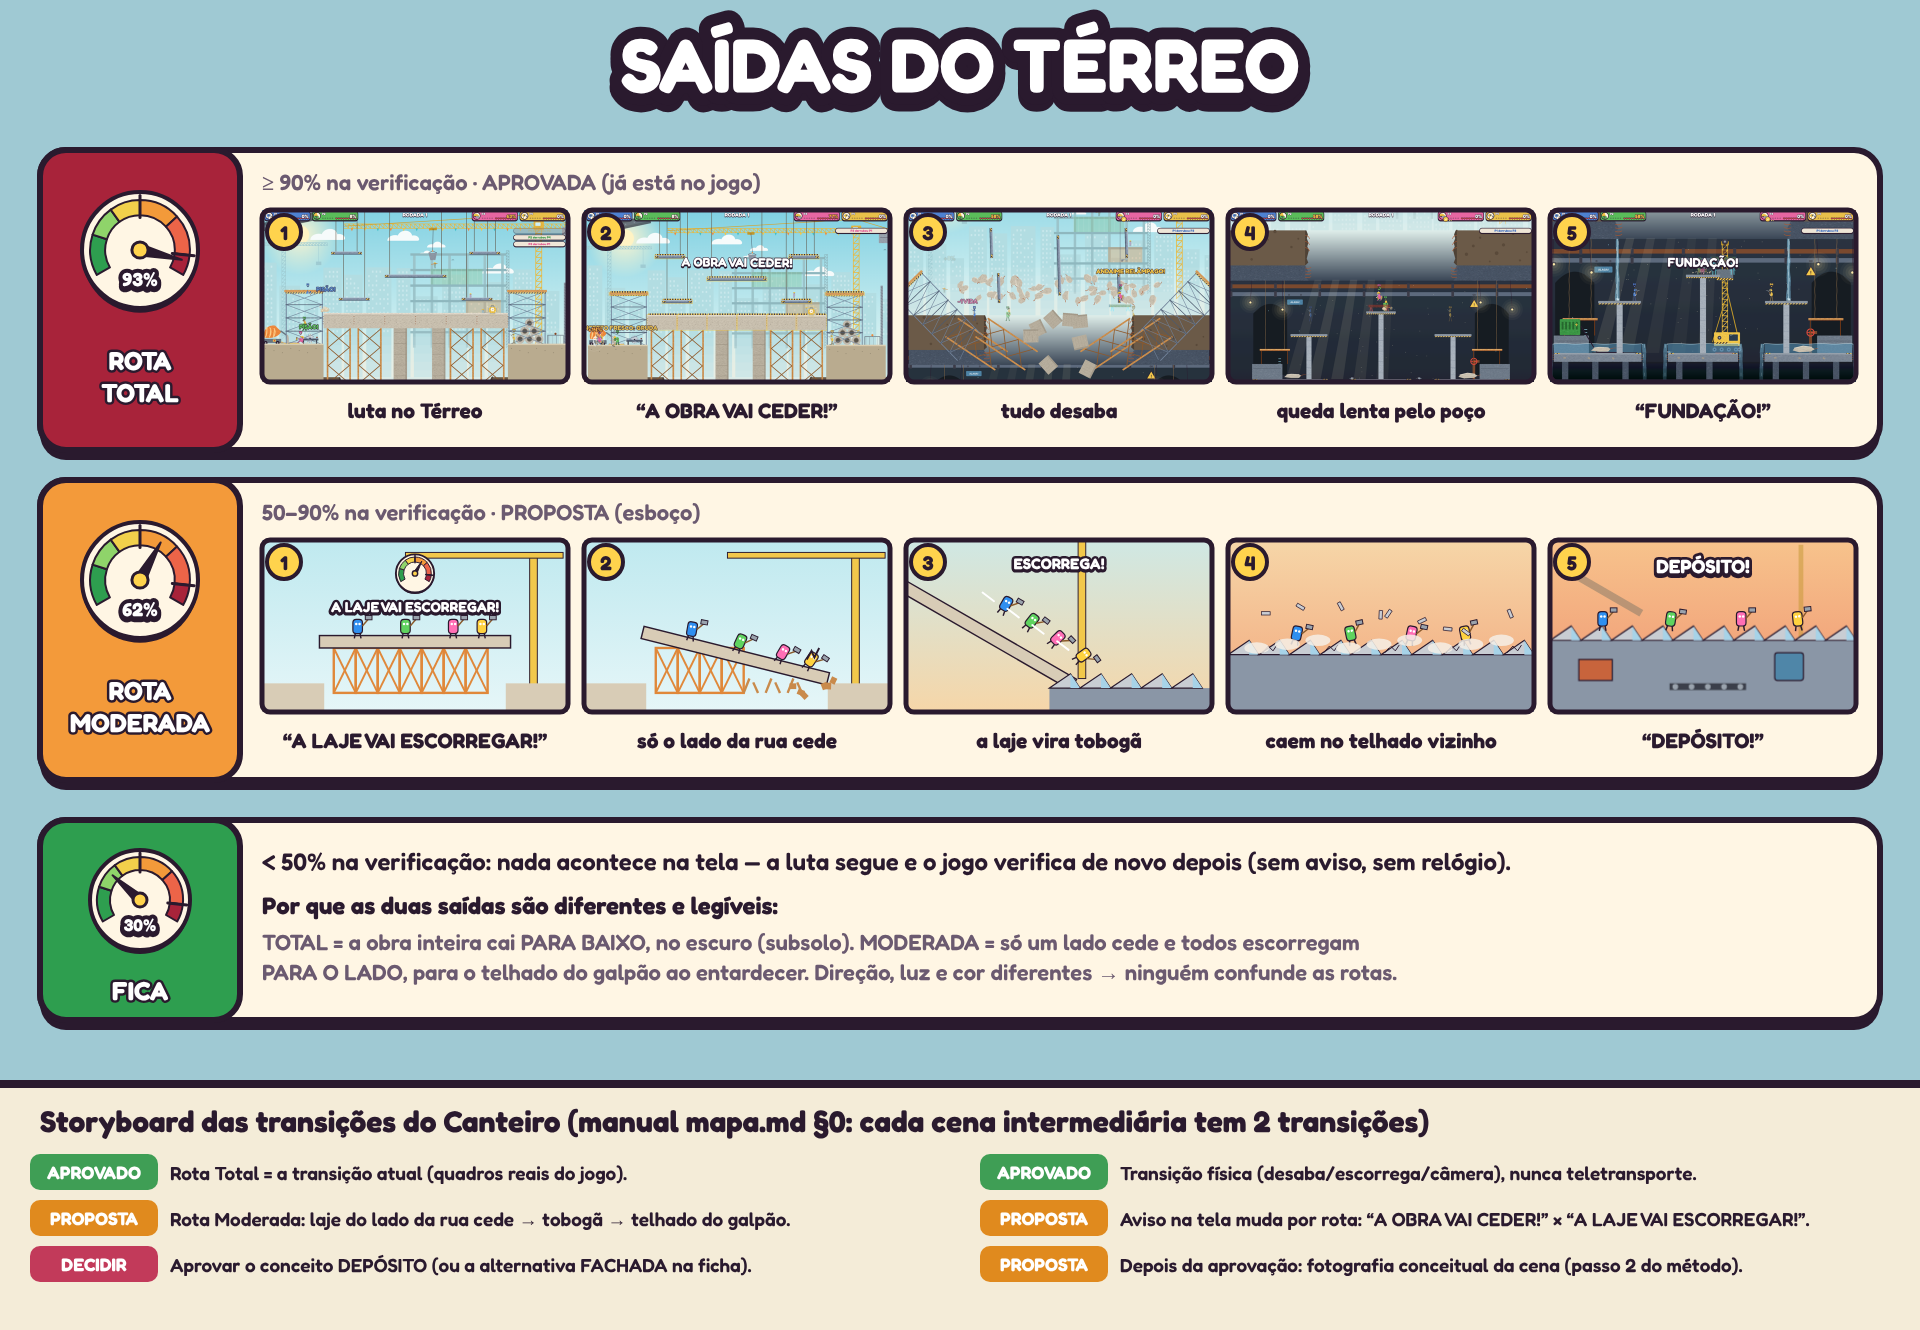 SAÍDAS DO TÉRREO
93%
ROTA
TOTAL
≥ 90% na verificação · APROVADA (já está no jogo)
1
2
A OBRA VAI CEDER!
3
4
5
FUNDAÇÃO!
luta no Térreo
“A OBRA VAI CEDER!”
tudo desaba
queda lenta pelo poço
“FUNDAÇÃO!”
62%
ROTA
MODERADA
50–90% na verificação · PROPOSTA (esboço)
1
A LAJE VAI ESCORREGAR!
2
3
ESCORREGA!
4
5
DEPÓSITO!
“A LAJE VAI ESCORREGAR!”
só o lado da rua cede
a laje vira tobogã
caem no telhado vizinho
“DEPÓSITO!”
30%
FICA
< 50% na verificação: nada acontece na tela — a luta segue e o jogo verifica de novo depois (sem aviso, sem relógio).
Por que as duas saídas são diferentes e legíveis:
TOTAL = a obra inteira cai PARA BAIXO, no escuro (subsolo). MODERADA = só um lado cede e todos escorregam
PARA O LADO, para o telhado do galpão ao entardecer. Direção, luz e cor diferentes → ninguém confunde as rotas.
Storyboard das transições do Canteiro (manual mapa.md §0: cada cena intermediária tem 2 transições)
APROVADO Rota Total = a transição atual (quadros reais do jogo).
PROPOSTA Rota Moderada: laje do lado da rua cede → tobogã → telhado do galpão.
DECIDIR Aprovar o conceito DEPÓSITO (ou a alternativa FACHADA na ficha).
APROVADO Transição física (desaba/escorrega/câmera), nunca teletransporte.
PROPOSTA Aviso na tela muda por rota: “A OBRA VAI CEDER!” × “A LAJE VAI ESCORREGAR!”.
PROPOSTA Depois da aprovação: fotografia conceitual da cena (passo 2 do método).